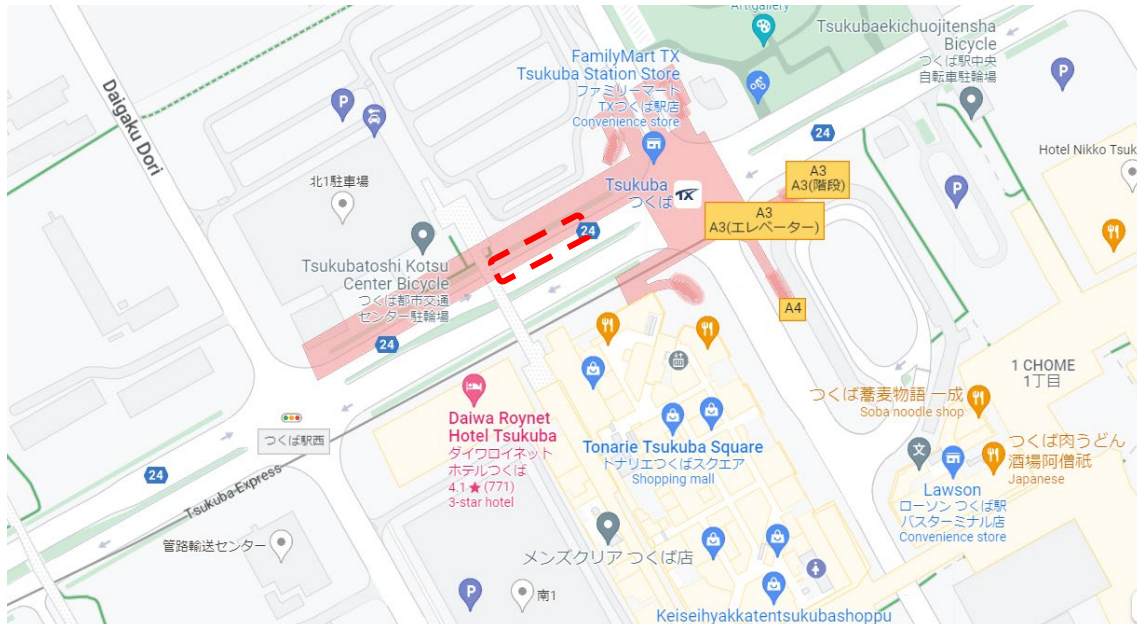 Art gallery
Tsukubaekichuojitensha
Bicycle
つくば駅中央
自転車駐輪場
FamilyMart TX
Tsukuba Station Store
ファミリーマート
TXつくば駅店
Convenience store
Daigaku Dori
P
P
24
24
Hotel Nikko Tsuk
北1駐車場
Tsukuba
つくば
TX
A3
A3(階段)
A3
A3(エレベーター)
P
24
Tsukubatoshi Kotsu
Center Bicycle
つくば都市交通
センター駐輪場
A4
24
1 CHOME
1丁目
つくば駅西
Daiwa Roynet
Hotel Tsukuba
ダイワロイネット
ホテルつくば
4.1★(771)
3-star hotel
つくば蕎麦物語 一成
Soba noodle shop
Tonarie Tsukuba Square
トナリエつくばスクエア
Shopping mall
文
つくば肉うどん
酒場阿僧祇
Japanese
24
Tsukuba Express
Lawson
ローソン つくば駅
バスターミナル店
Convenience store
管路輸送センター
メンズクリア つくば店
P
南1
Keiseihyakkatentsukubashoppu